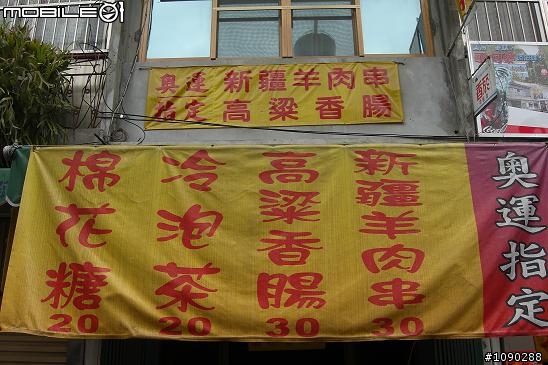 mobile01
奧運 新疆羊肉串
指定 高粱香腸
奧運指定
新疆羊肉串
30
高粱香腸
30
冷泡茶
20
棉花糖
20
#1090288